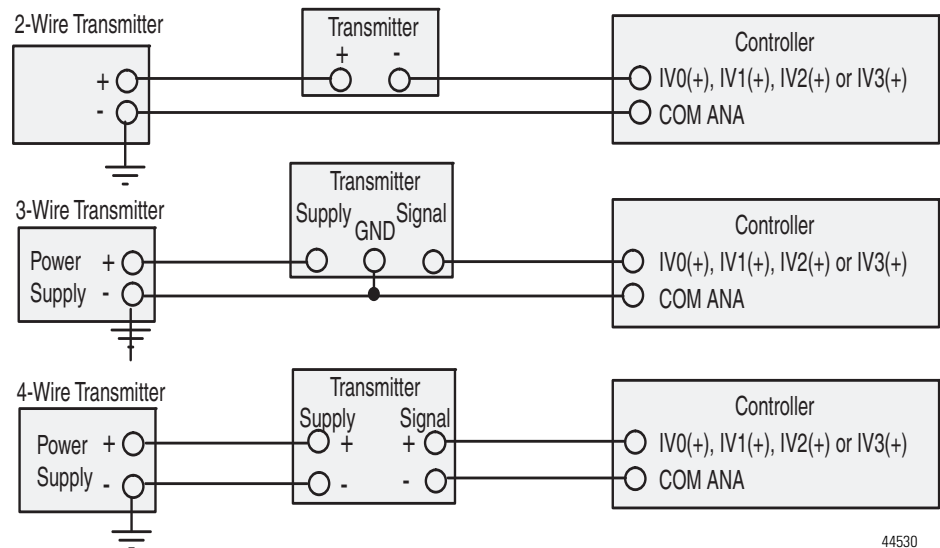 2-Wire Transmitter
+
-
Transmitter
+ -
Controller
IV0(+), IV1(+), IV2(+) or IV3(+)
COM ANA
3-Wire Transmitter
Power +
Supply -
Transmitter
Supply GND Signal
Controller
IV0(+), IV1(+), IV2(+) or IV3(+)
COM ANA
4-Wire Transmitter
Power +
Supply -
Transmitter
Supply Signal
+ +
- -
Controller
IV0(+), IV1(+), IV2(+) or IV3(+)
COM ANA
44530